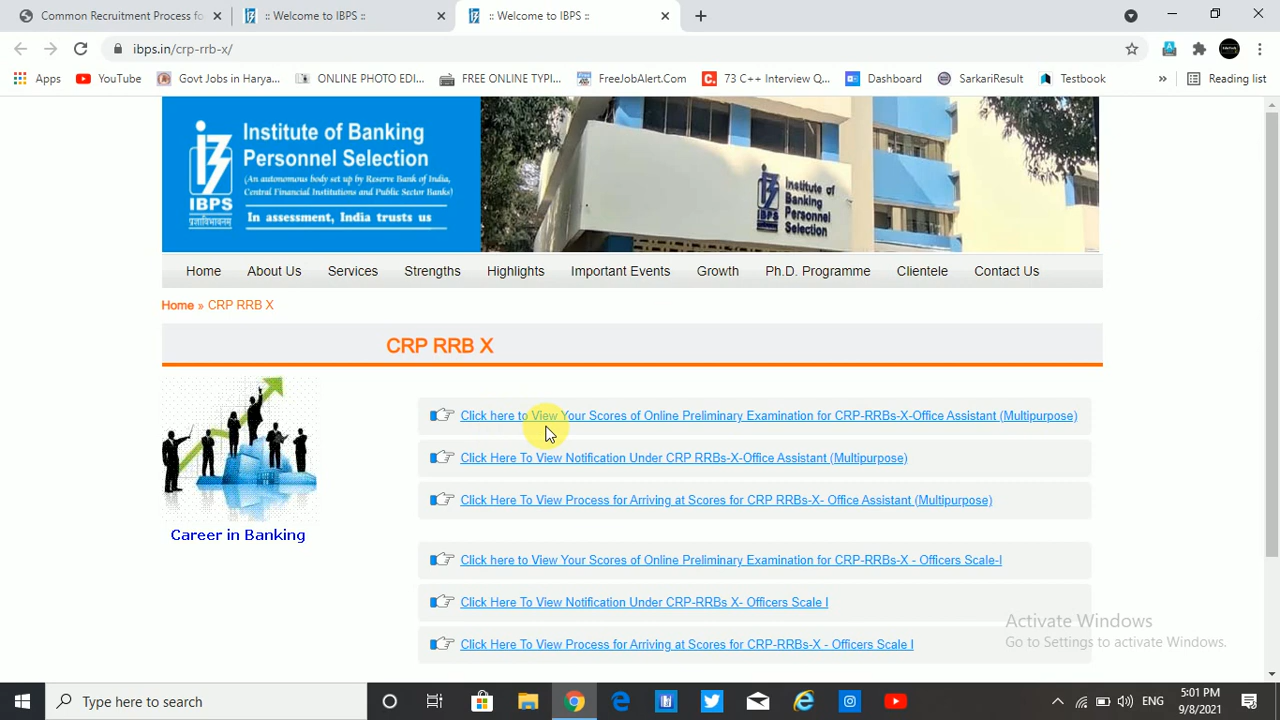 Common Recruitment Process fo
:: Welcome to IBPS ::
:: Welcome to IBPS ::
ibps.in/crp-rrb-x/
Apps
YouTube
Govt Jobs in Harya...
ONLINE PHOTO EDI...
FREE ONLINE TYPI...
FreeJobAlert.Com
73 C++ Interview Q...
Dashboard
SarkariResult
Testbook
»
Reading list
Institute of Banking
Personnel Selection
(An autonomous body set up by Reserve Bank of India,
Central Financial Institutions and Public Sector Banks)
In assessment, India trusts us
IBPS
Institute of
Banking
Personnel
Selection
IBPS
Home
About Us
Services
Strengths
Highlights
Important Events
Growth
Ph.D. Programme
Clientele
Contact Us
Home » CRP RRB X
CRP RRB X
Click here to View Your Scores of Online Preliminary Examination for CRP-RRBs-X-Office Assistant (Multipurpose)
Click Here To View Notification Under CRP RRBs-X-Office Assistant (Multipurpose)
Click Here To View Process for Arriving at Scores for CRP RRBs-X- Office Assistant (Multipurpose)
Career in Banking
Click here to View Your Scores of Online Preliminary Examination for CRP-RRBs-X - Officers Scale-I
Click Here To View Notification Under CRP-RRBs X- Officers Scale I
Click Here To View Process for Arriving at Scores for CRP-RRBs-X - Officers Scale I
Activate Windows
Go to Settings to activate Windows.
Type here to search
ENG
5:01 PM
9/8/2021